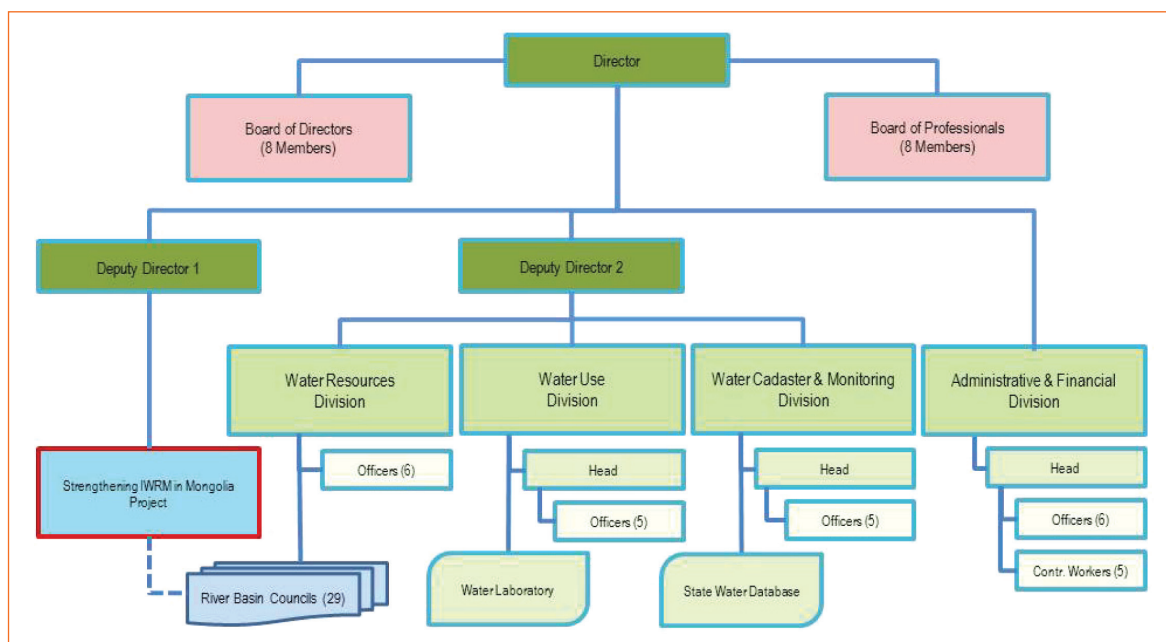 Director
Board of Directors
(8 Members)
Board of Professionals
(8 Members)
Deputy Director 1
Deputy Director 2
Water Resources
Division
Water Use
Division
Water Cadaster & Monitoring
Division
Administrative & Financial
Division
Strengthening IWRM in Mongolia
Project
Officers (6)
Head
Officers (5)
Head
Officers (5)
Head
Officers (6)
Contr. Workers (5)
River Basin Councils (29)
Water Laboratory
State Water Database